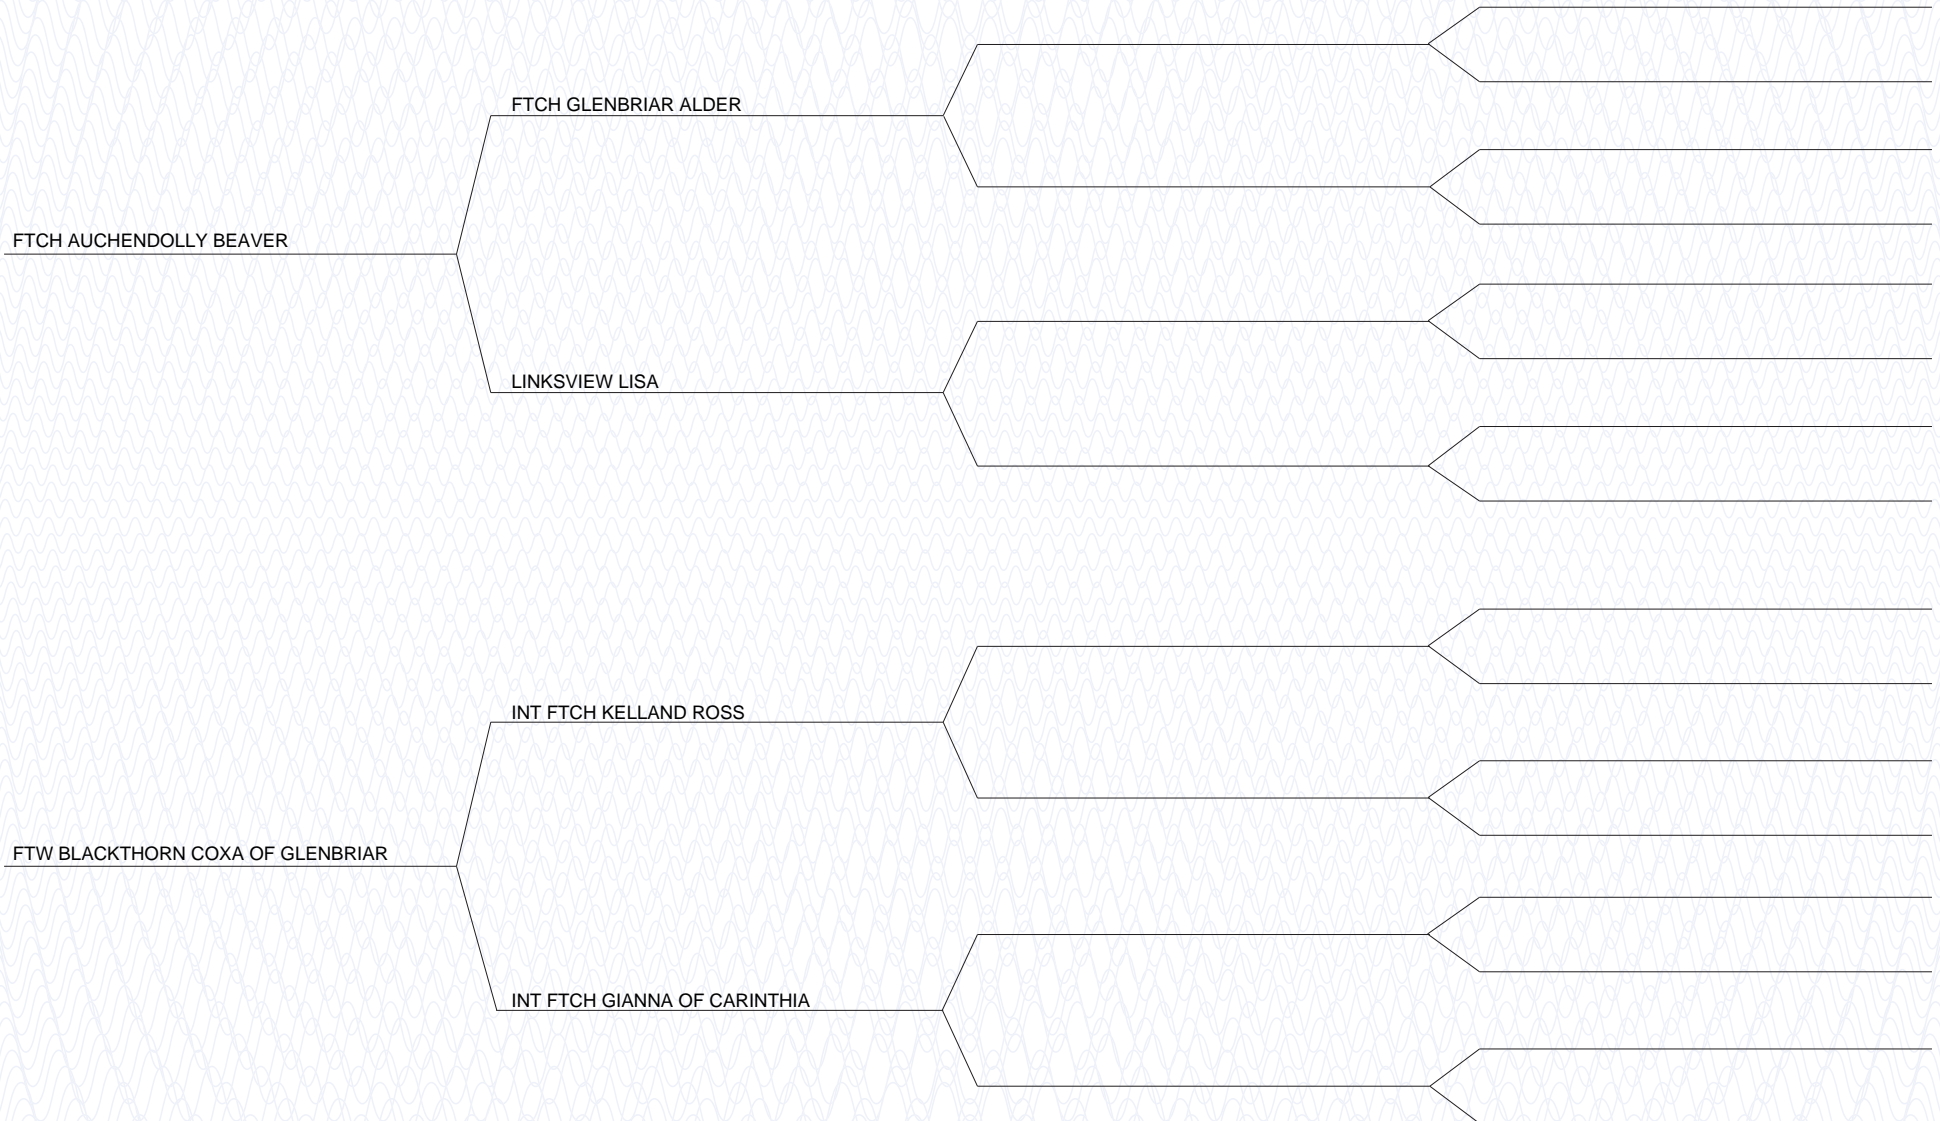 FTCH GLENBRIAR ALDER
FTCH AUCHENDOLLY BEAVER
LINKSVIEW LISA
INT FTCH KELLAND ROSS
FTW BLACKTHORN COXA OF GLENBRIAR
INT FTCH GIANNA OF CARINTHIA